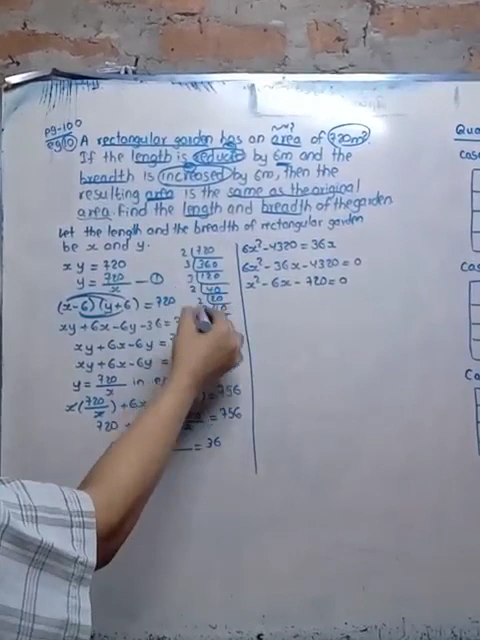 Pg-100
eg 10 A rectangular garden has an area of 720m².
If the length is reduced by 6m and the
breadth is increased by 6m, then the
resulting area is the same as the original
area. Find the length and breadth of the garden
Let the length and the breadth of rectangular garden
be x and y.
xy = 720
y = 720/x — ①
(x-6)(y+6) = 720
xy + 6x - 6y - 36 =
xy + 6x - 6y =
xy + 6x - 6y =
y = 720/x in
x(720/x) + 6x = 756
720 = 756
= 36
2 | 720
3 | 360
120
2 | 40
20
10
6x² - 4320 = 36x
6x² - 36x - 4320 = 0
x² - 6x - 720 = 0
Qua
Cas
Cas
Ca